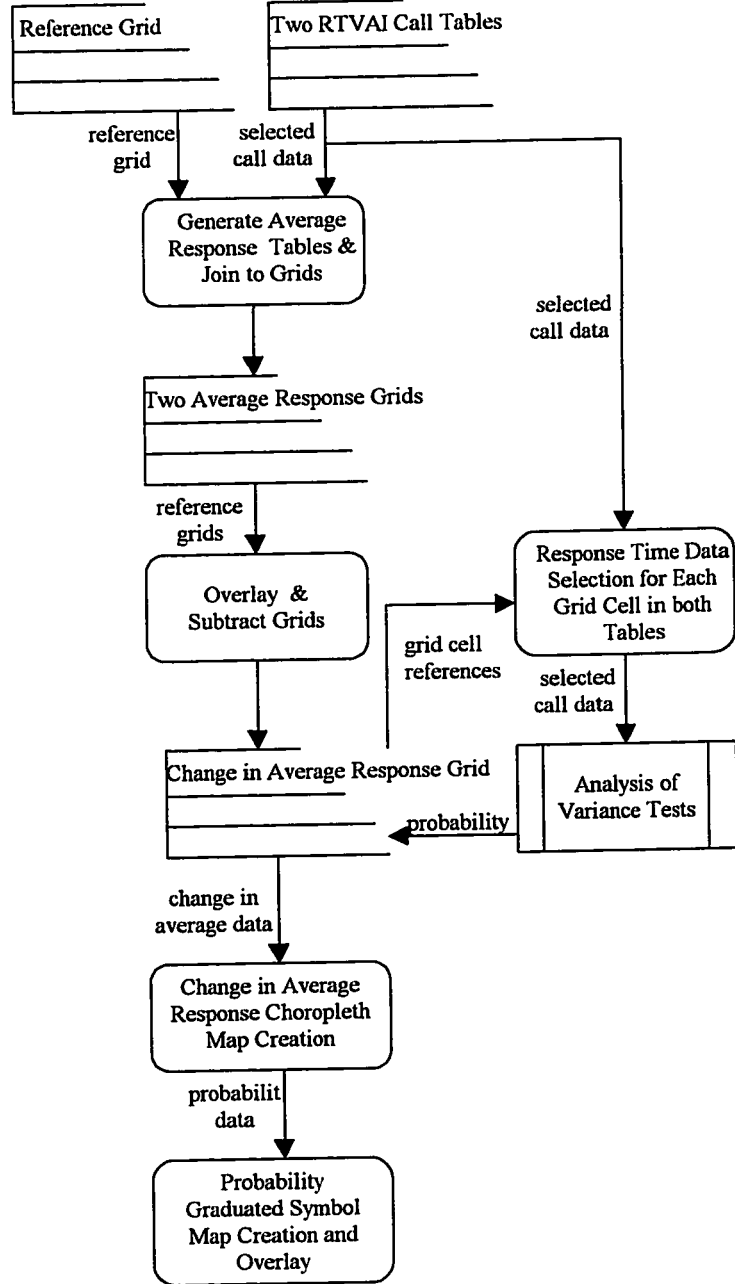 Reference Grid
Two RTVAI Call Tables
reference
grid
selected
call data
Generate Average
Response Tables &
Join to Grids
selected
call data
Two Average Response Grids
reference
grids
Overlay &
Subtract Grids
Response Time Data
Selection for Each
Grid Cell in both
Tables
grid cell
references
selected
call data
Change in Average Response Grid
Analysis of
Variance Tests
probability
change in
average data
Change in Average
Response Choropleth
Map Creation
probabilit
data
Probability
Graduated Symbol
Map Creation and
Overlay